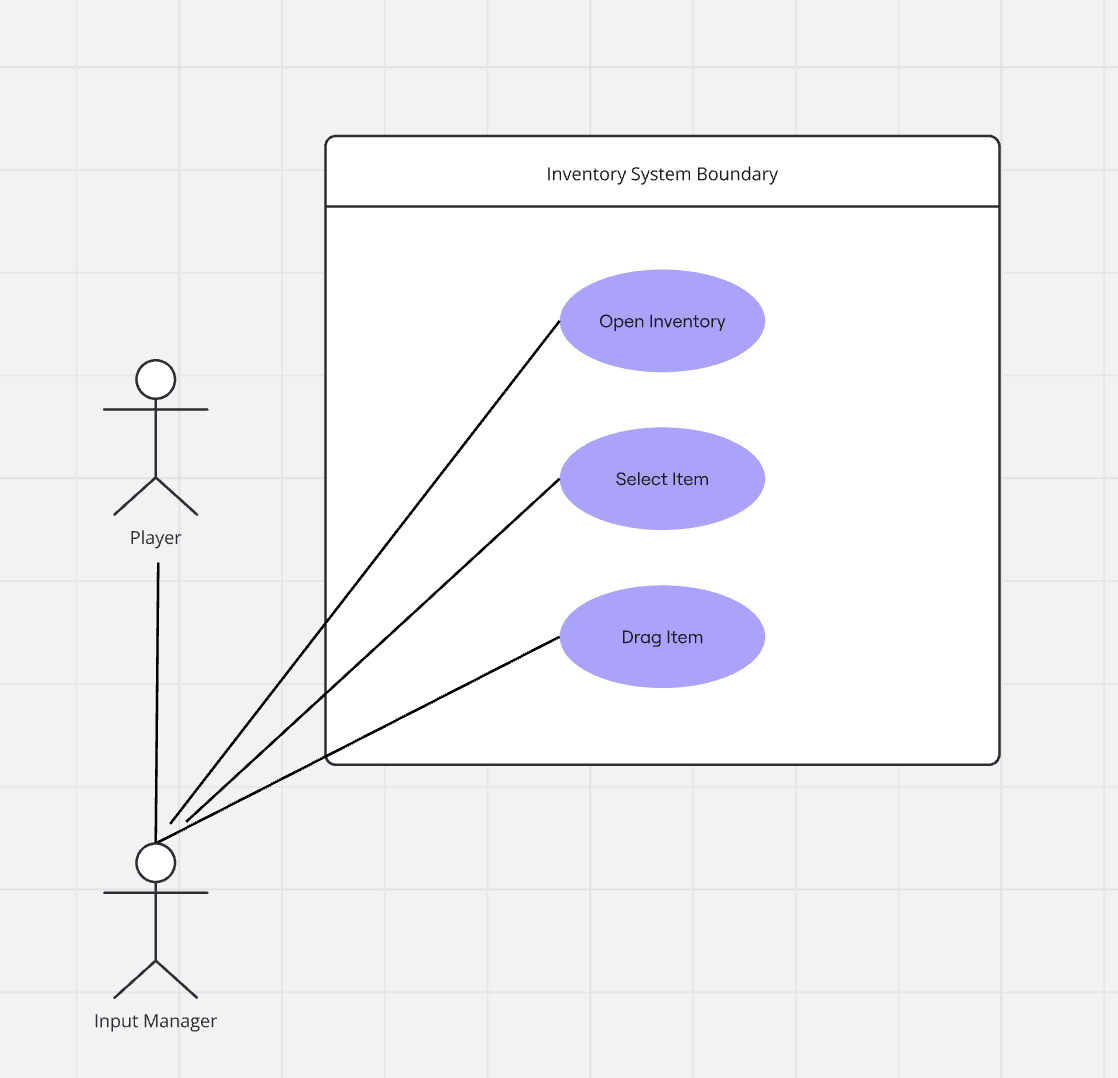 Inventory System Boundary
Open Inventory
Select Item
Player
Drag Item
Input Manager